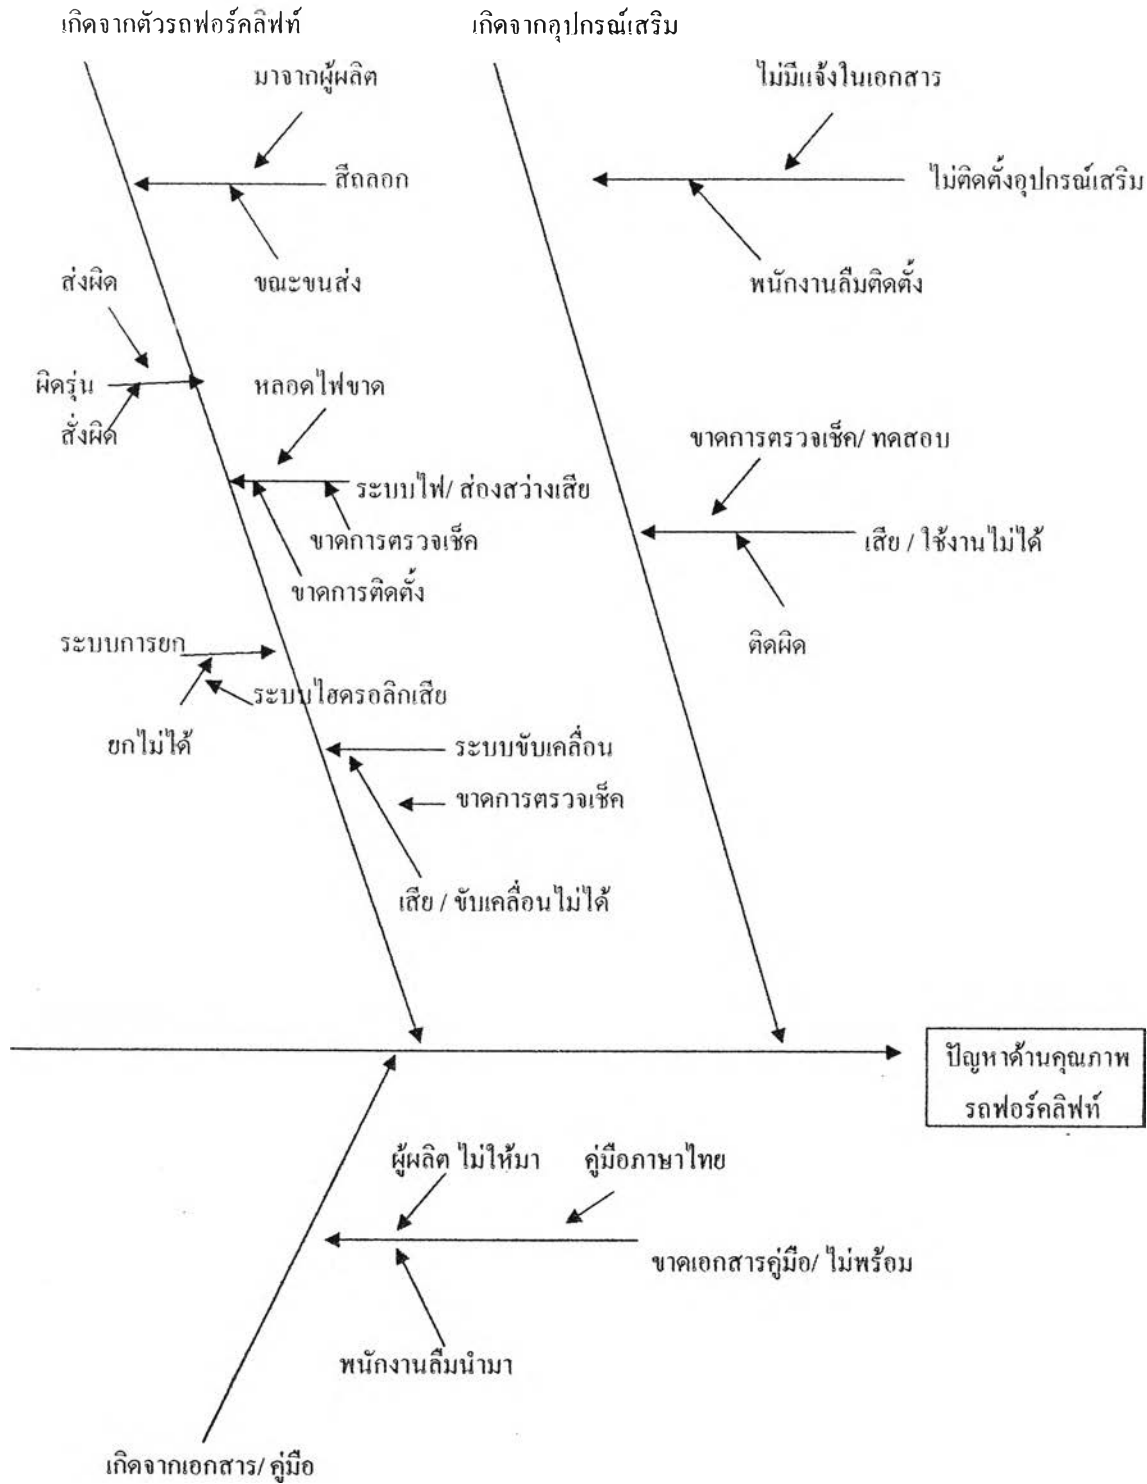 เกิดจากตัวรถฟอร์คลิฟท์
เกิดจากอุปกรณ์เสริม
มาจากผู้ผลิต
ไม่มีแจ้งในเอกสาร
สีถลอก
ไม่ติดตั้งอุปกรณ์เสริม
ส่งผิด
ขณะขนส่ง
พนักงานลืมติดตั้ง
ผิดรุ่น
หลอดไฟขาด
สั่งผิด
ขาดการตรวจเช็ค/ ทดสอบ
ระบบไฟ/ ส่องสว่างเสีย
ขาดการตรวจเช็ค
เสีย / ใช้งานไม่ได้
ขาดการติดตั้ง
ระบบการยก
ติดผิด
ระบบไฮดรอลิกเสีย
ยกไม่ได้
ระบบขับเคลื่อน
ขาดการตรวจเช็ค
เสีย / ขับเคลื่อนไม่ได้
ปัญหาด้านคุณภาพ
รถฟอร์คลิฟท์
ผู้ผลิต ไม่ให้มา
คู่มือภาษาไทย
ขาดเอกสารคู่มือ/ ไม่พร้อม
พนักงานลืมนำมา
เกิดจากเอกสาร/ คู่มือ